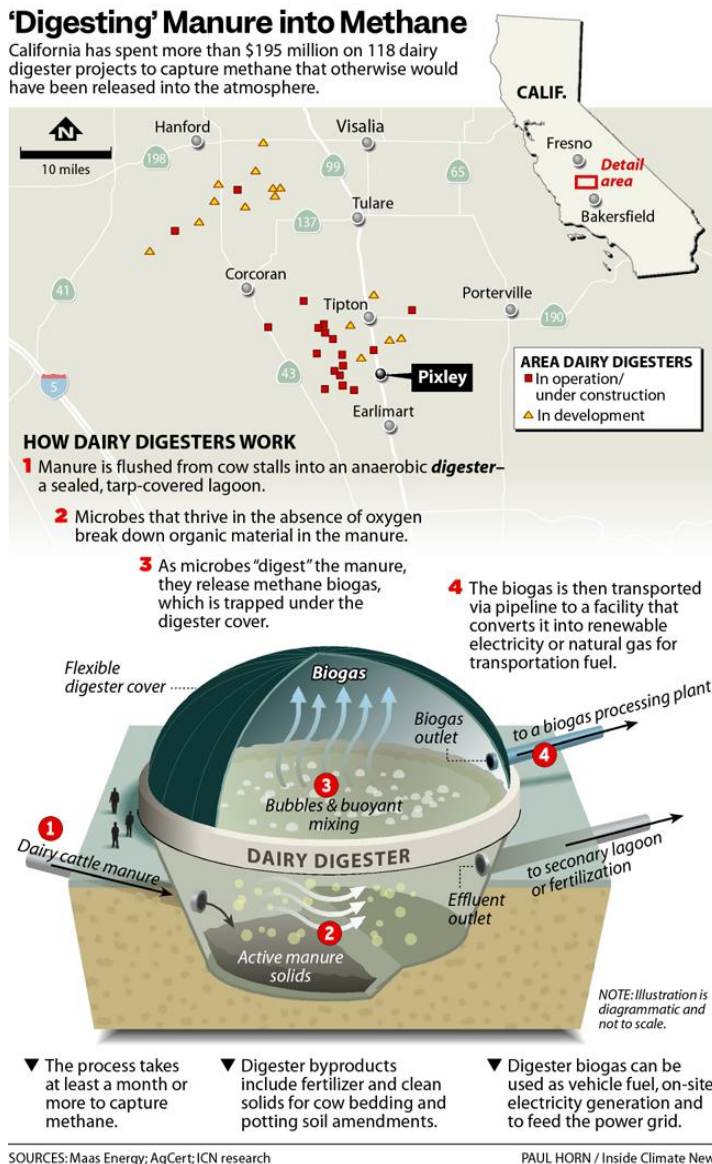 ‘Digesting’ Manure into Methane
California has spent more than $195 million on 118 dairy
digester projects to capture methane that otherwise would
have been released into the atmosphere.
CALIF.
Fresno
Detail
area
Bakersfield
N
10 miles
Hanford
Visalia
198
99
65
Tulare
137
Corcoran
41
Tipton
Porterville
190
43
5
Pixley
Earlimart
AREA DAIRY DIGESTERS
In operation/
under construction
In development
HOW DAIRY DIGESTERS WORK
1 Manure is flushed from cow stalls into an anaerobic digester–
a sealed, tarp-covered lagoon.
2 Microbes that thrive in the absence of oxygen
break down organic material in the manure.
3 As microbes “digest” the manure,
they release methane biogas,
which is trapped under the
digester cover.
4 The biogas is then transported
via pipeline to a facility that
converts it into renewable
electricity or natural gas for
transportation fuel.
Flexible
digester cover
Biogas
Biogas
outlet
to a biogas processing plant
4
3
Bubbles & buoyant
mixing
1
Dairy cattle manure
DAIRY DIGESTER
Effluent
outlet
to seconary lagoon
or fertilization
2
Active manure
solids
NOTE: Illustration is
diagrammatic and
not to scale.
▼ The process takes
at least a month or
more to capture
methane.
▼ Digester byproducts
include fertilizer and clean
solids for cow bedding and
potting soil amendments.
▼ Digester biogas can be
used as vehicle fuel, on-site
electricity generation and
to feed the power grid.
SOURCES: Maas Energy; AgCert; ICN research
PAUL HORN / Inside Climate New